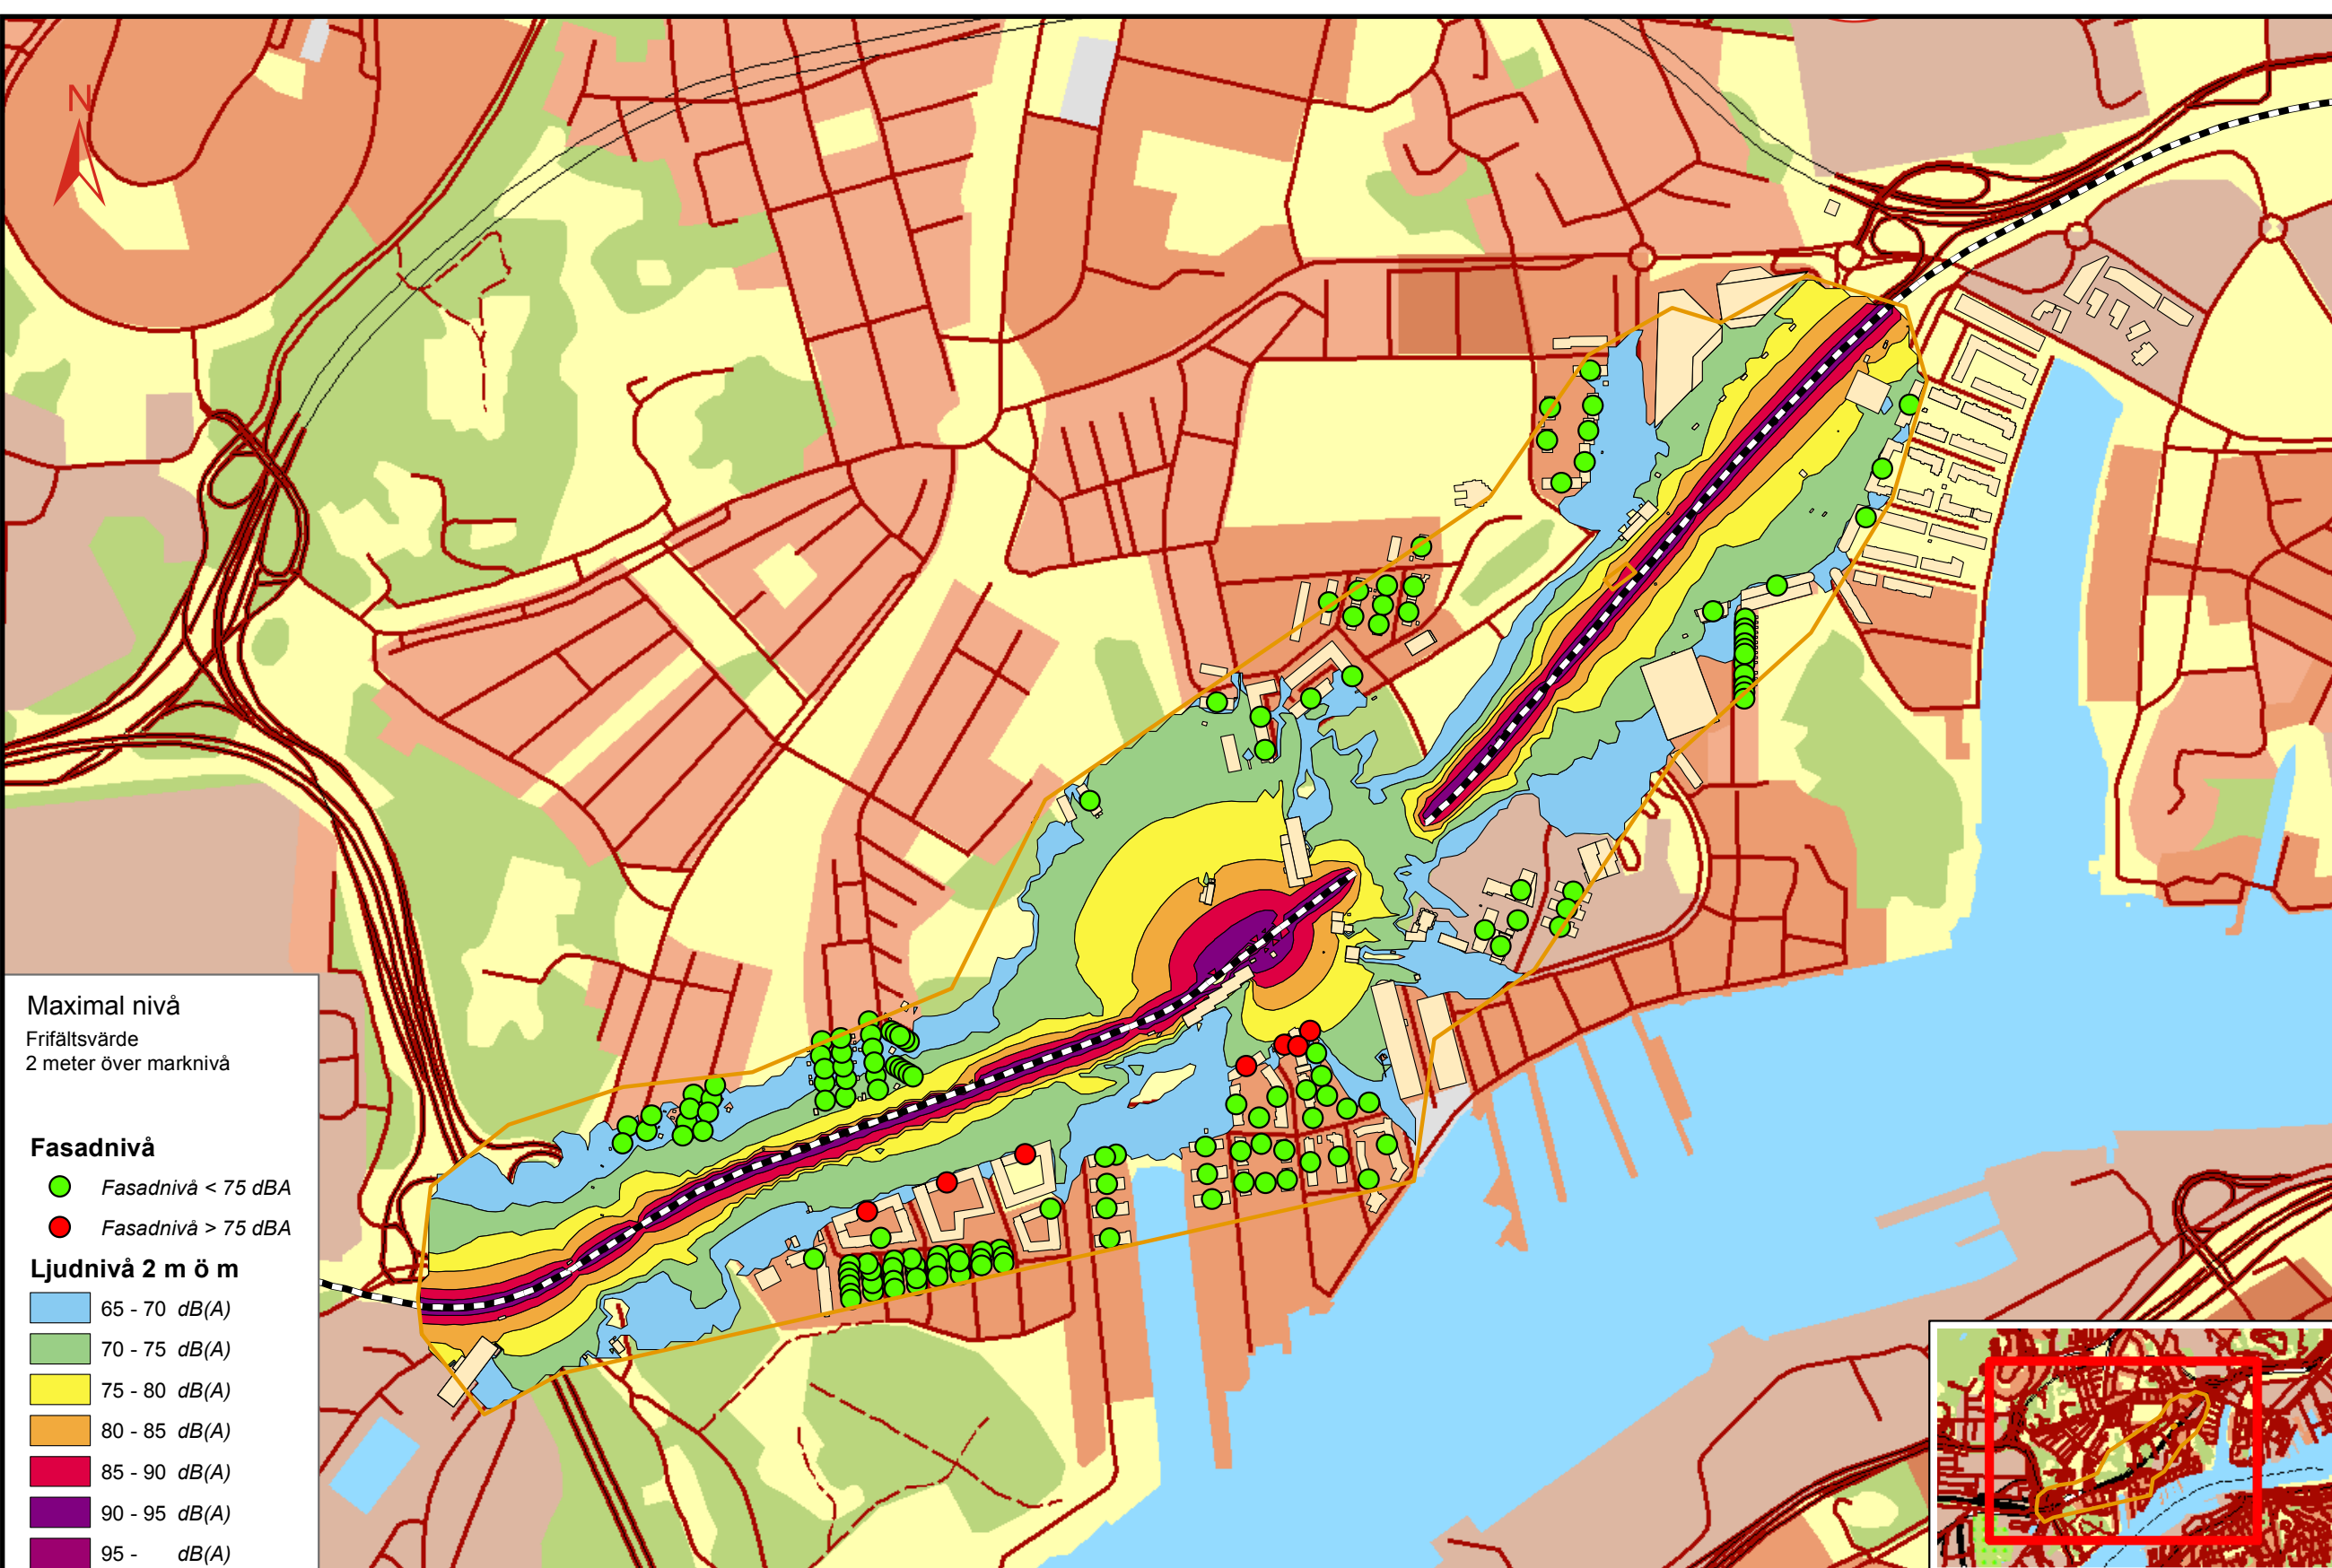 N
Maximal nivå
Frifältsvärde
2 meter över marknivå
Fasadnivå
Fasadnivå < 75 dBA
Fasadnivå > 75 dBA
Ljudnivå 2 m ö m
65 - 70 dB(A)
70 - 75 dB(A)
75 - 80 dB(A)
80 - 85 dB(A)
85 - 90 dB(A)
90 - 95 dB(A)
95 - dB(A)